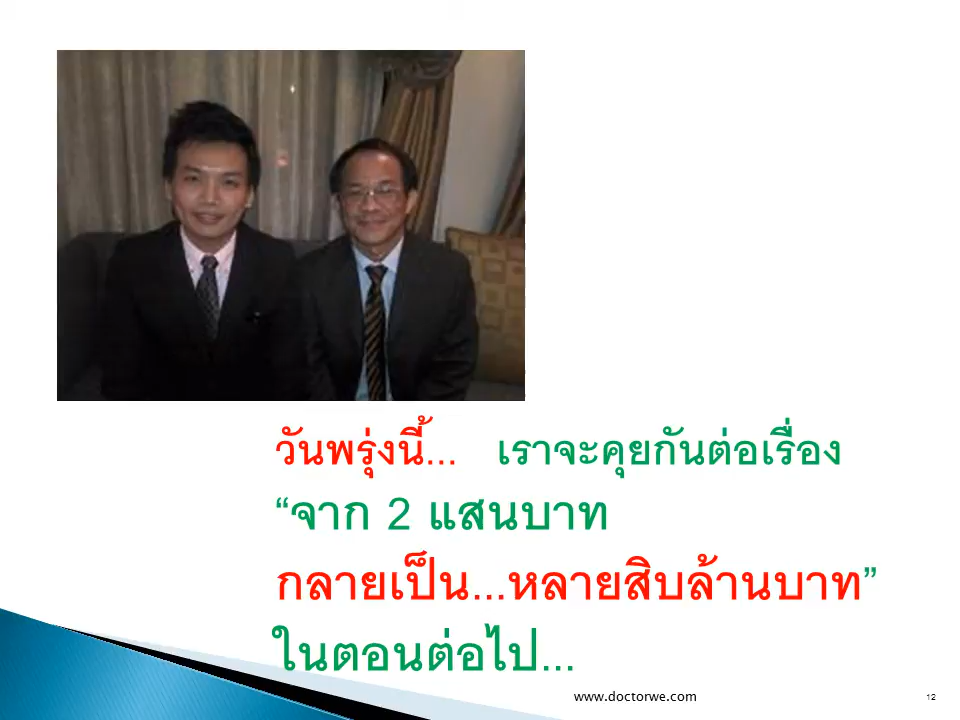 วันพรุ่งนี้... เราจะคุยกันต่อเรื่อง
“จาก 2 แสนบาท
กลายเป็น...หลายสิบล้านบาท”
ในตอนต่อไป...
www.doctorwe.com
12